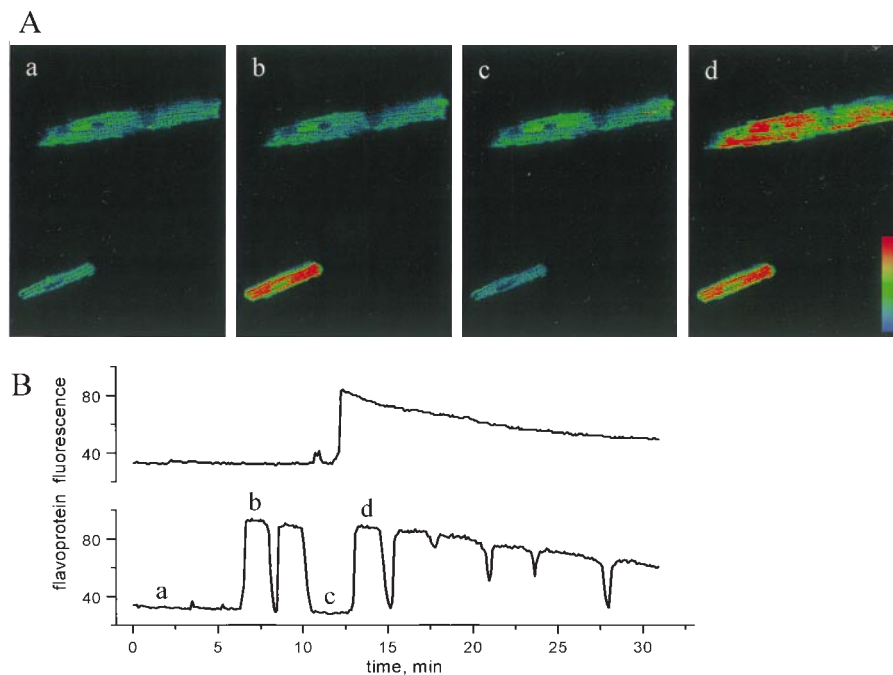 A
a b c d
B
flavoprotein fluorescence
80
40
b d
80
40
a c
0 5 10 15 20 25 30
time, min